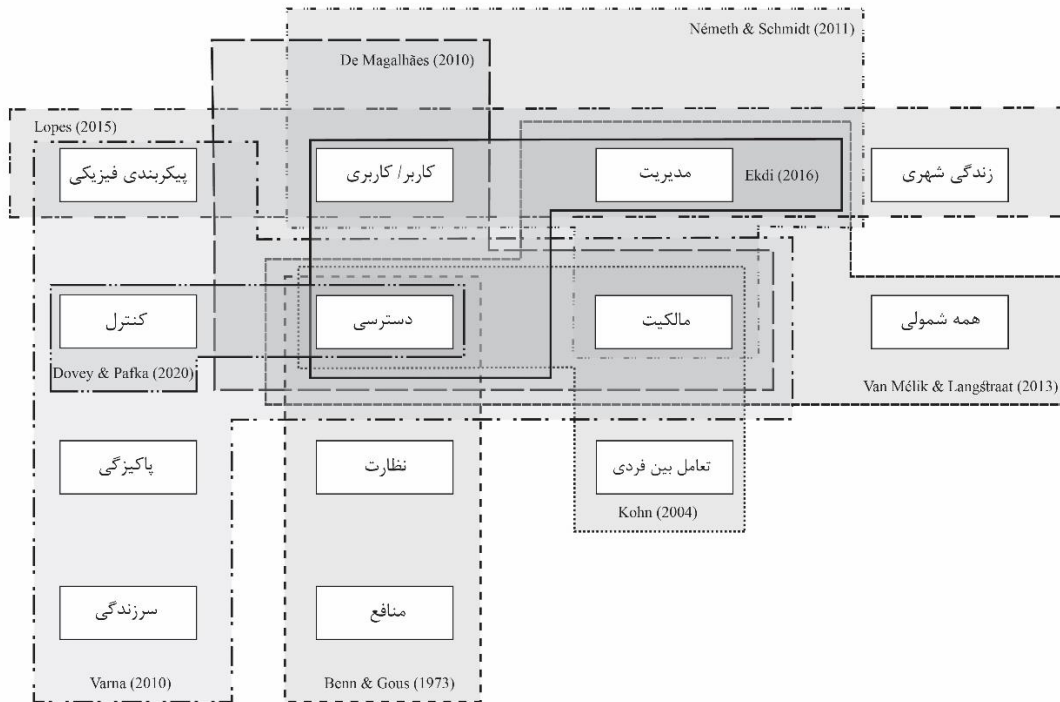 Németh & Schmidt (2011)
De Magalhães (2010)
Lopes (2015)
پیکربندی فیزیکی
کاربر/ کاربری
مدیریت
Ekdi (2016)
زندگی شهری
کنترل
دسترسی
مالکیت
همه شمولی
Dovey & Pafka (2020)
Van Mélik & Langstraat (2013)
پاکیزگی
نظارت
تعامل بین فردی
Kohn (2004)
سرزندگی
منافع
Varna (2010)
Benn & Gous (1973)